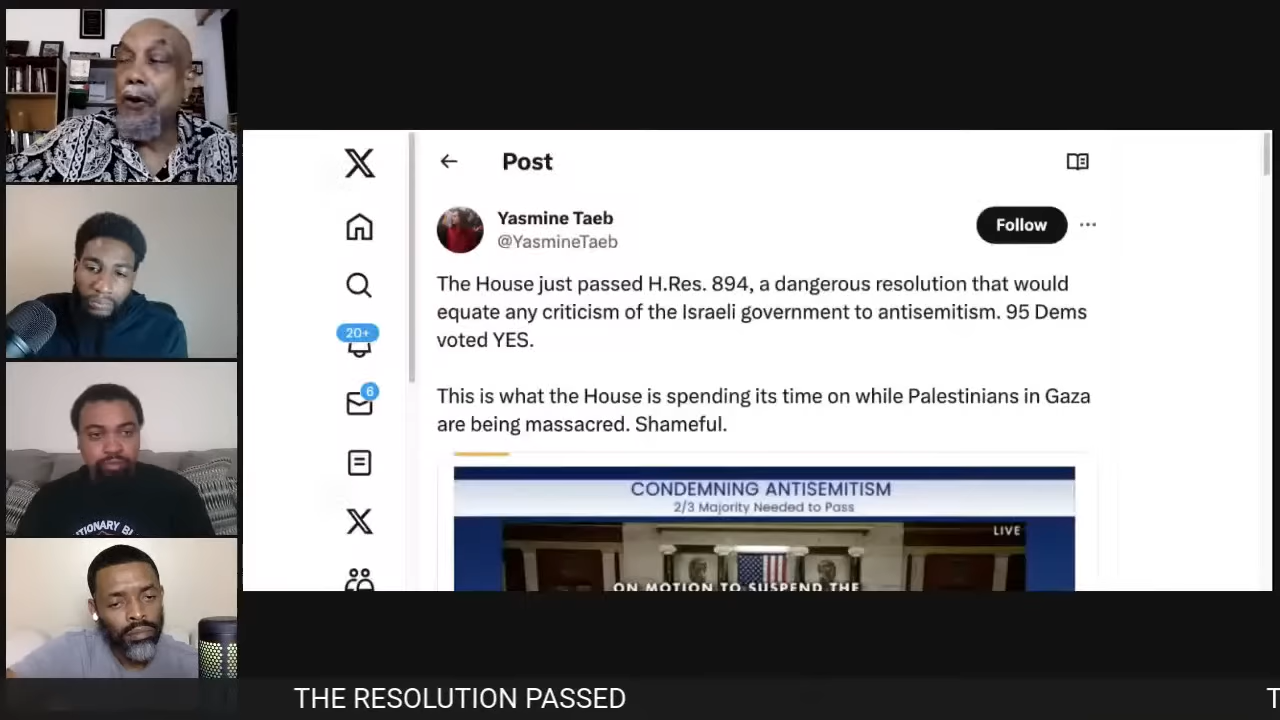 Post
Yasmine Taeb
@YasmineTaeb
Follow
The House just passed H.Res. 894, a dangerous resolution that would
equate any criticism of the Israeli government to antisemitism. 95 Dems
voted YES.
This is what the House is spending its time on while Palestinians in Gaza
are being massacred. Shameful.
20+
6
CONDEMNING ANTISEMITISM
2/3 Majority Needed to Pass
LIVE
ON MOTION TO SUSPEND THE
THE RESOLUTION PASSED
T